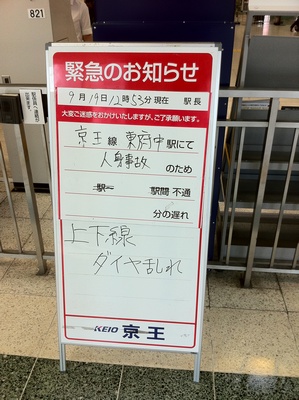 821
緊急のお知らせ
9月19日12時53分現在 駅長
大変ご迷惑をおかけいたしますが、ご了承願います。
京王線 東府中駅にて
人身事故 のため
駅 駅間 不通
分の遅れ
上下線
ダイヤ乱れ
KEIO 京王